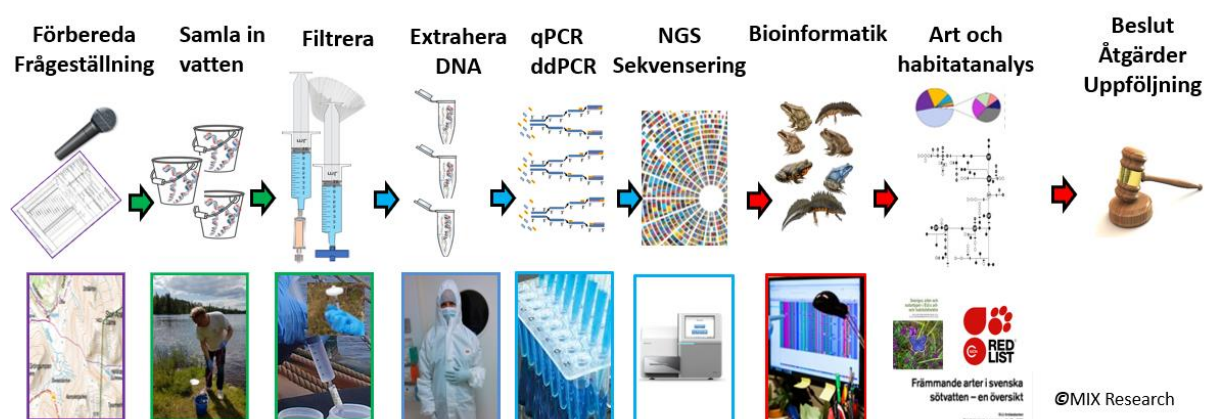 Förbereda
Frågeställning
Samla in
vatten
Filtrera
Extrahera
DNA
qPCR
ddPCR
NGS
Sekvensering
Bioinformatik
Art och
habitatanalys
Beslut
Åtgärder
Uppföljning
RED
LIST
Främmande arter i svenska
sötvatten – en översikt
©MIX Research